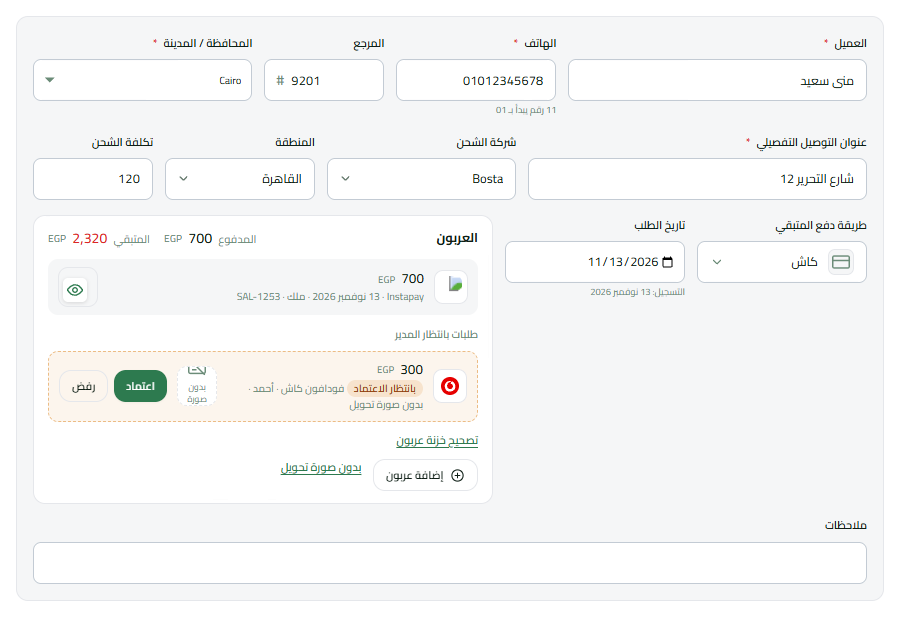 العميل *
الهاتف *
المرجع
المحافظة / المدينة *
منى سعيد
01012345678
# 9201
Cairo
11 رقم يبدأ بـ 01
عنوان التوصيل التفصيلي *
شركة الشحن
المنطقة
تكلفة الشحن
شارع التحرير 12
Bosta
القاهرة
120
طريقة دفع المتبقي
تاريخ الطلب
كاش
11/13/2026
التسجيل: 13 نوفمبر 2026
العربون
المدفوع 700 EGP
المتبقي 2,320 EGP
700 EGP
Instapay · 13 نوفمبر 2026 · ملك · SAL-1253
طلبات بانتظار المدير
300 EGP
بانتظار الاعتماد فودافون كاش · أحمد ·
بدون صورة تحويل
بدون
صورة
اعتماد
رفض
تصحيح خزنة عربون
إضافة عربون
بدون صورة تحويل
ملاحظات